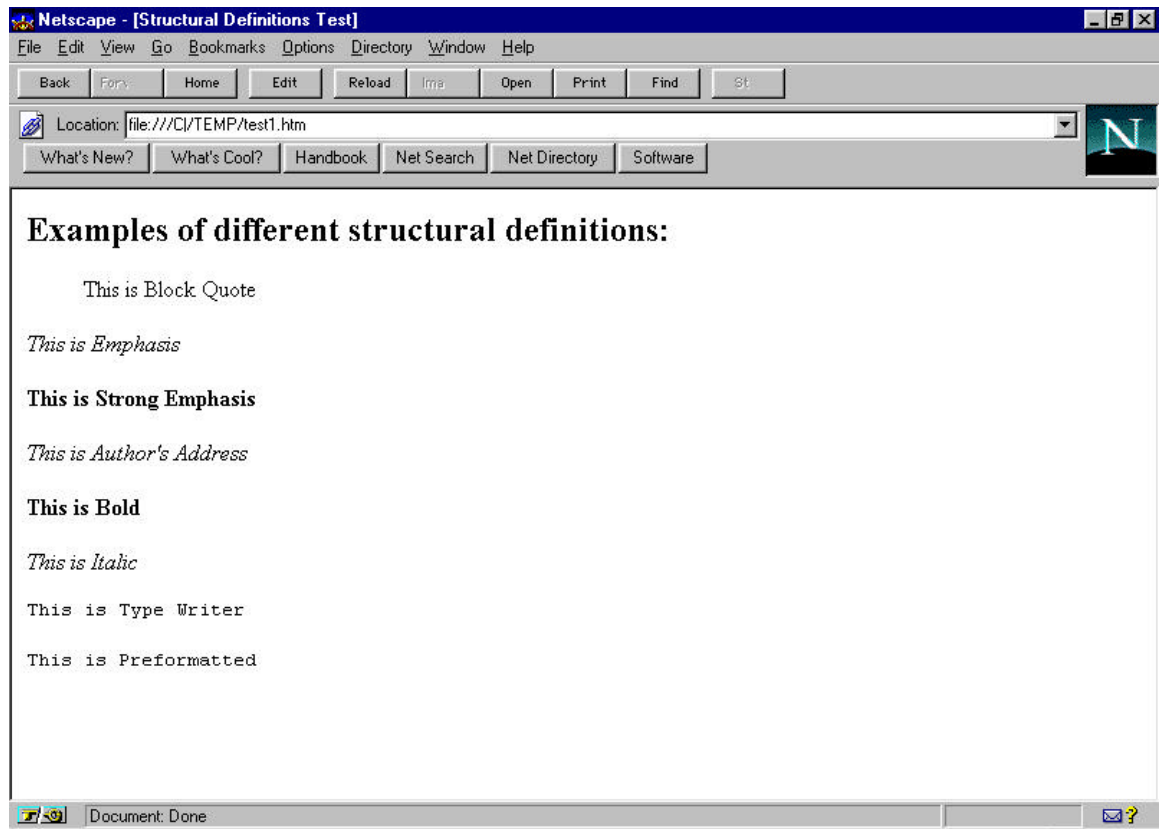 Netscape - [Structural Definitions Test]
File Edit View Go Bookmarks Options Directory Window Help
Back Home Edit Reload Ima Open Print Find St
Location: file:///C|/TEMP/test1.htm
N
What's New? What's Cool? Handbook Net Search Net Directory Software
Examples of different structural definitions:
This is Block Quote
This is Emphasis
This is Strong Emphasis
This is Author's Address
This is Bold
This is Italic
This is Type Writer
This is Preformatted
Document: Done